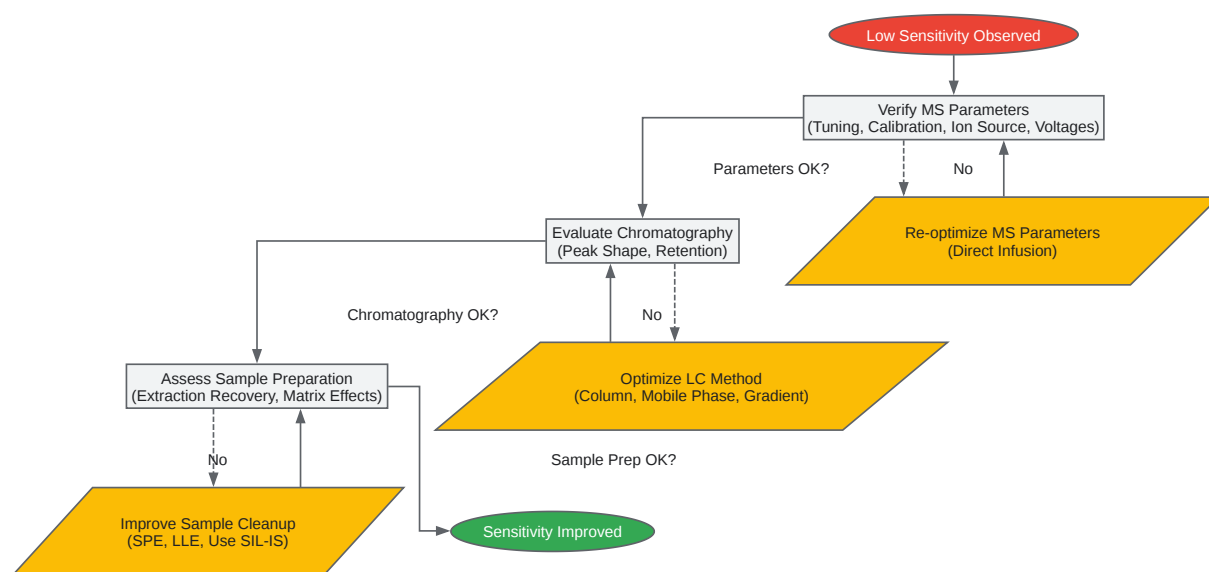 Low Sensitivity Observed
Verify MS Parameters
(Tuning, Calibration, Ion Source, Voltages)
Parameters OK?
No
Re-optimize MS Parameters
(Direct Infusion)
Evaluate Chromatography
(Peak Shape, Retention)
Chromatography OK?
No
Optimize LC Method
(Column, Mobile Phase, Gradient)
Assess Sample Preparation
(Extraction Recovery, Matrix Effects)
No
Sample Prep OK?
Improve Sample Cleanup
(SPE, LLE, Use SIL-IS)
Sensitivity Improved